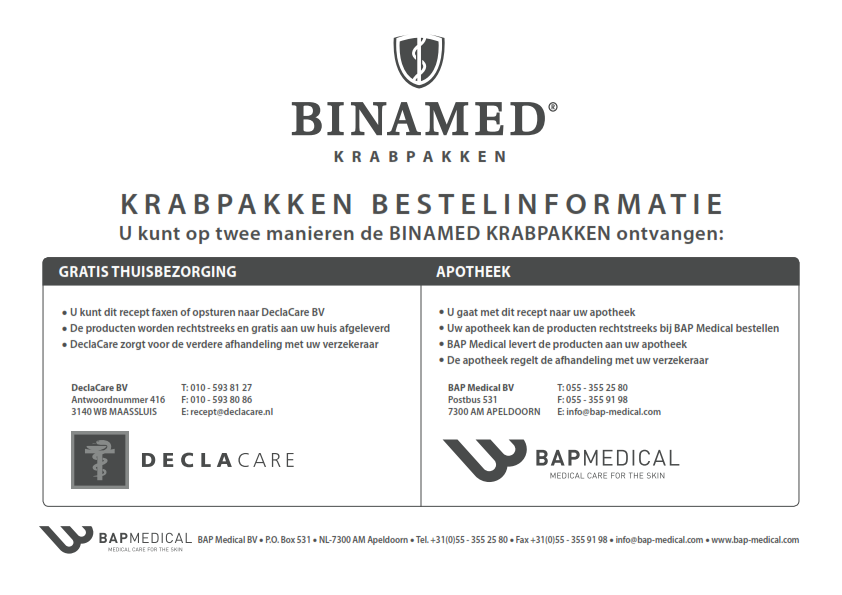 BINAMED®
KRABPAKKEN
KRABPAKKEN BESTELINFORMATIE
U kunt op twee manieren de BINAMED KRABPAKKEN ontvangen:
GRATIS THUISBEZORGING
• U kunt dit recept faxen of opsturen naar DeclaCare BV
• De producten worden rechtstreeks en gratis aan uw huis afgeleverd
• DeclaCare zorgt voor de verdere afhandeling met uw verzekeraar
DeclaCare BV T: 010 - 593 81 27
Antwoordnummer 416 F: 010 - 593 80 86
3140 WB MAASSLUIS E: recept@declacare.nl
DECLACARE
APOTHEEK
• U gaat met dit recept naar uw apotheek
• Uw apotheek kan de producten rechtstreeks bij BAP Medical bestellen
• BAP Medical levert de producten aan uw apotheek
• De apotheek regelt de afhandeling met uw verzekeraar
BAP Medical BV T: 055 - 355 25 80
Postbus 531 F: 055 - 355 91 98
7300 AM APELDOORN E: info@bap-medical.com
BAPMEDICAL
MEDICAL CARE FOR THE SKIN
BAPMEDICAL
MEDICAL CARE FOR THE SKIN
BAP Medical BV • P.O. Box 531 • NL-7300 AM Apeldoorn • Tel. +31(0)55 - 355 25 80 • Fax +31(0)55 - 355 91 98 • info@bap-medical.com • www.bap-medical.com